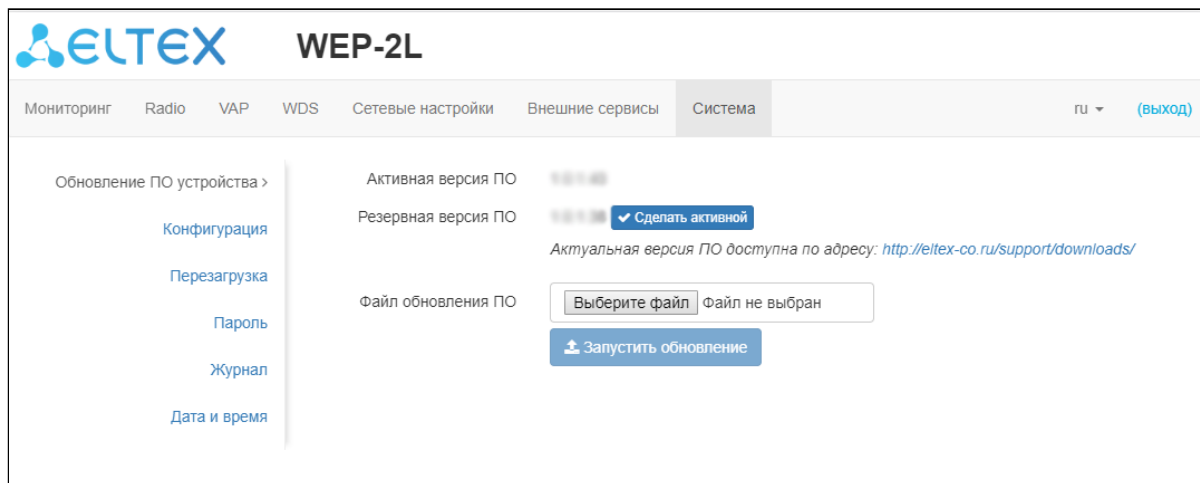 ELTEX WEP-2L
Мониторинг Radio VAP WDS Сетевые настройки Внешние сервисы Система ru (выход)
Обновление ПО устройства >
Конфигурация
Перезагрузка
Пароль
Журнал
Дата и время
Активная версия ПО
Резервная версия ПО Сделать активной
Актуальная версия ПО доступна по адресу: http://eltex-co.ru/support/downloads/
Файл обновления ПО Выберите файл Файл не выбран
Запустить обновление